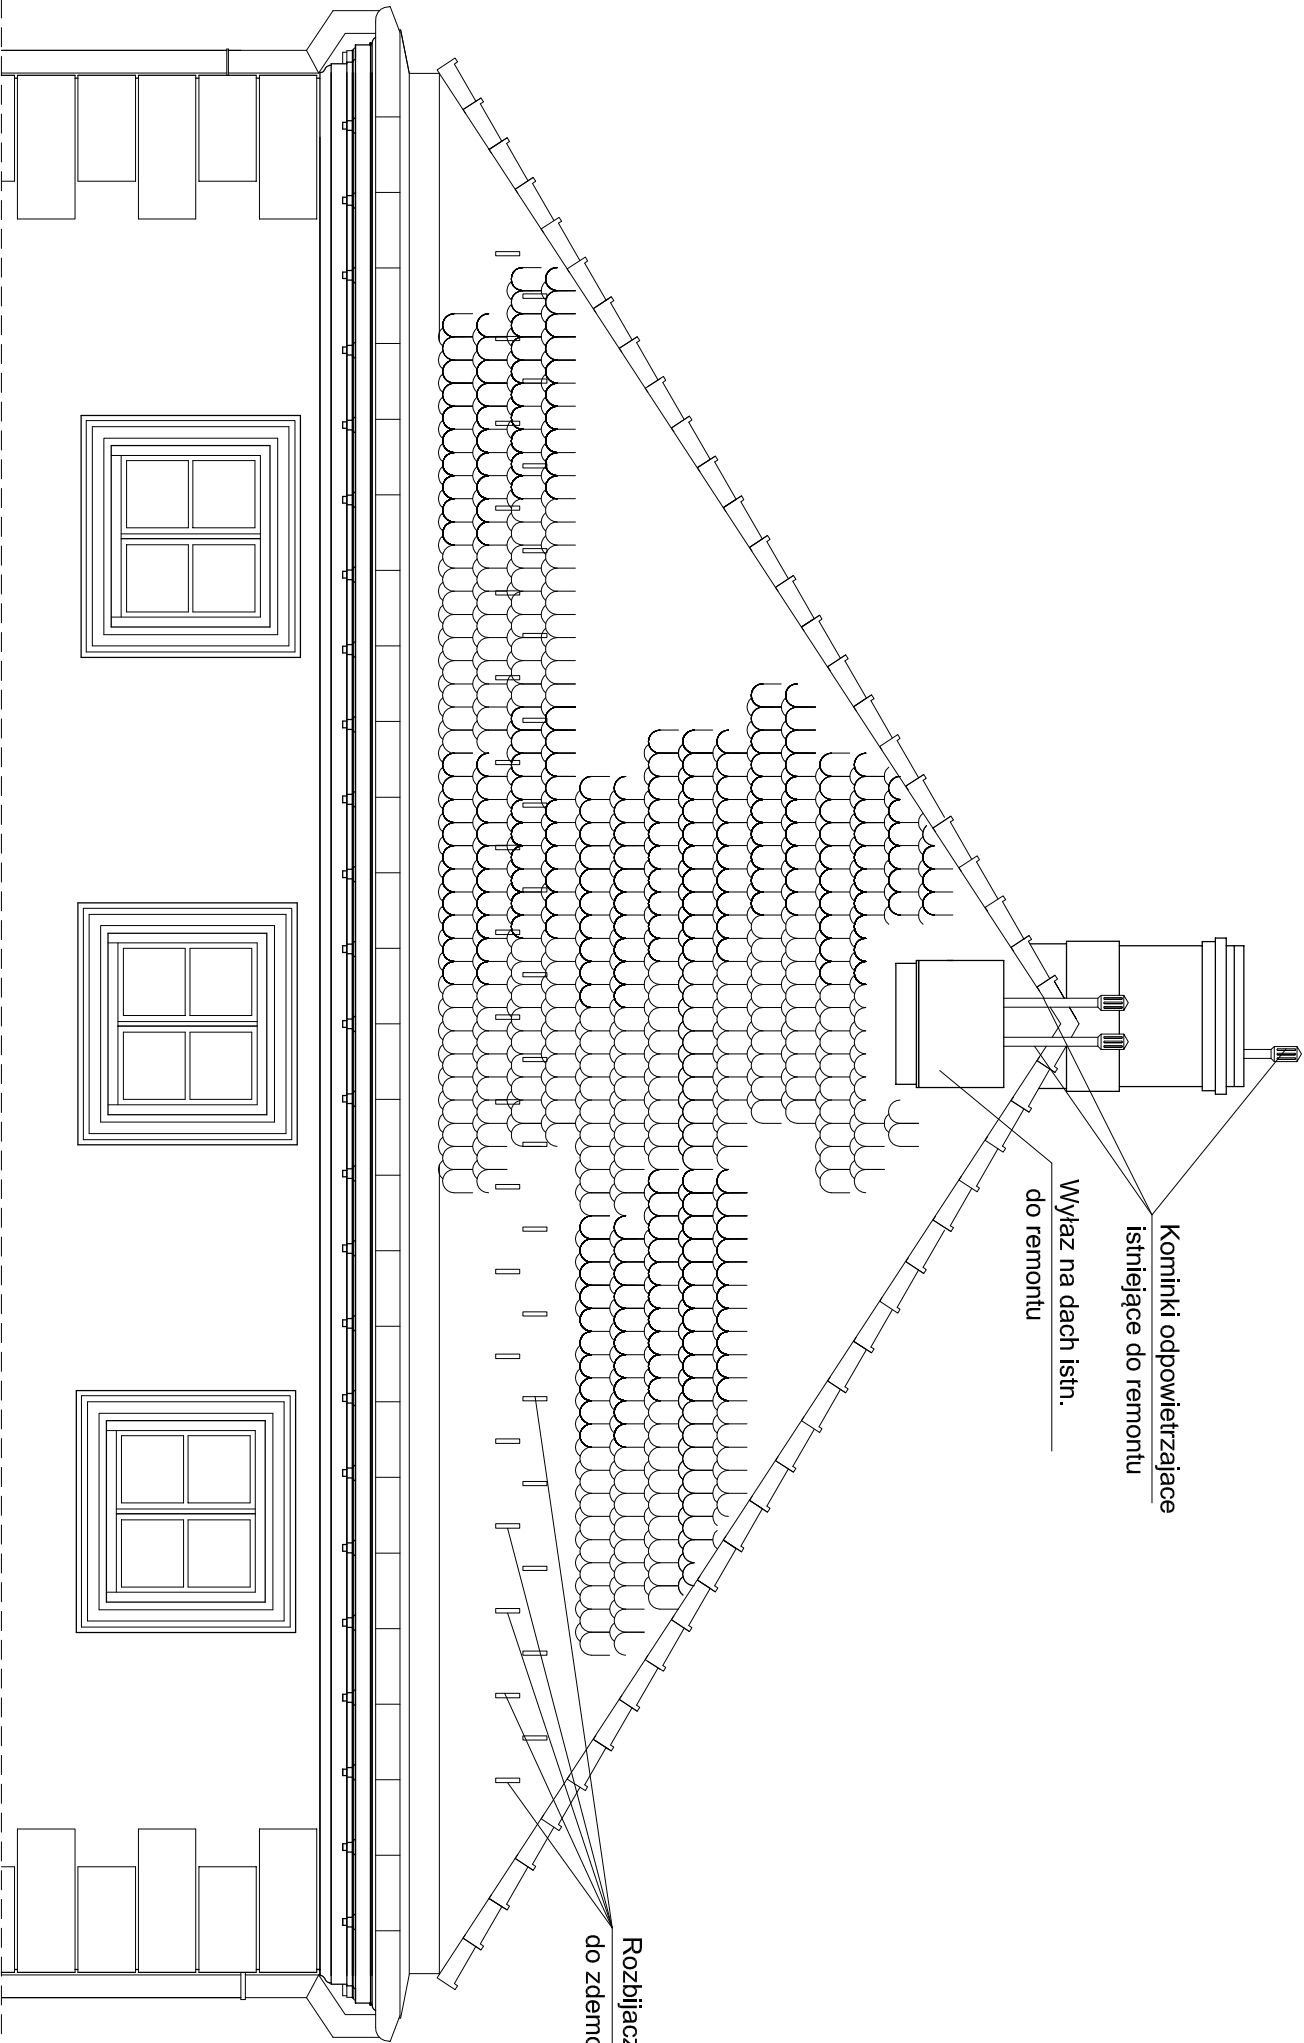 Kominki odpowietrzajace
istniejące do remontu
Wyłaz na dach istn.
do remontu